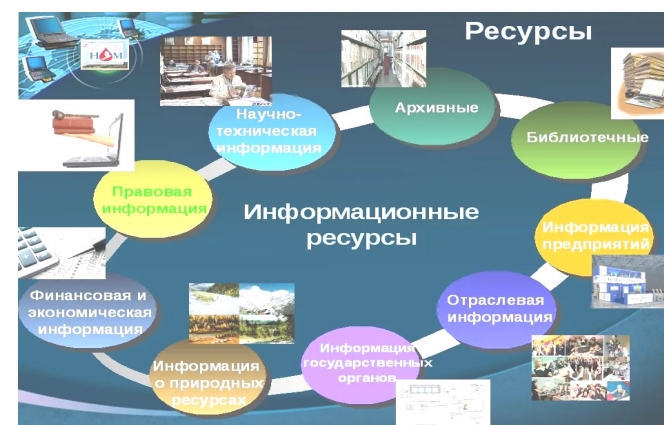 Ресурсы
Н М
Архивные
Научно-
техническая
информация
Библиотечные
Правовая
информация
Информационные
ресурсы
Информация
предприятий
Финансовая и
экономическая
информация
Отраслевая
информация
Информация
государственных
органов
Информация
о природных
ресурсах